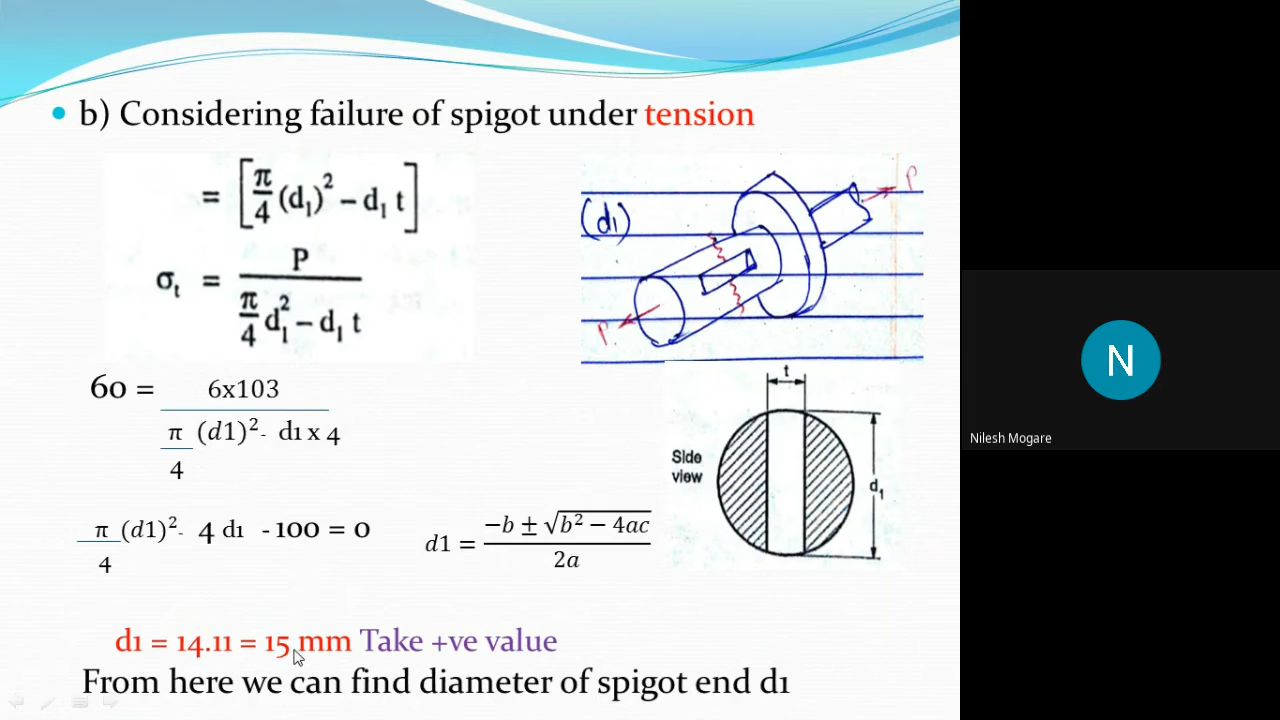 b) Considering failure of spigot under tension
= [π/4 (d₁)² – d₁ t]
σₜ = P / (π/4 d₁² – d₁ t)
(d₁)
P
P
60 = 6x103 / (π/4 (d1)² - d1 x 4)
t
Side
view
d₁
π/4 (d1)² - 4 d1 - 100 = 0
d1 = (−b ± √(b² − 4ac)) / 2a
d1 = 14.11 = 15 mm Take +ve value
From here we can find diameter of spigot end d1
N
Nilesh Mogare